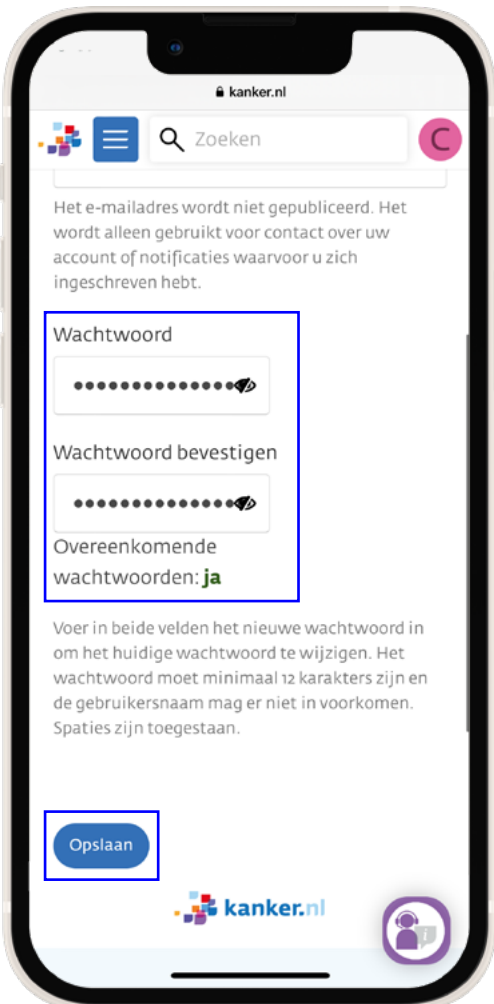 kanker.nl
Zoeken
C
Het e-mailadres wordt niet gepubliceerd. Het
wordt alleen gebruikt voor contact over uw
account of notificaties waarvoor u zich
ingeschreven hebt.
Wachtwoord
Wachtwoord bevestigen
Overeenkomende
wachtwoorden: ja
Voer in beide velden het nieuwe wachtwoord in
om het huidige wachtwoord te wijzigen. Het
wachtwoord moet minimaal 12 karakters zijn en
de gebruikersnaam mag er niet in voorkomen.
Spaties zijn toegestaan.
Opslaan
kanker.nl
i